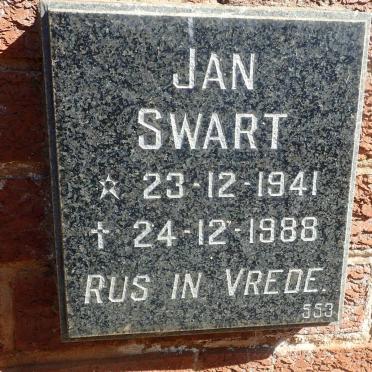 JAN
SWART
☆ 23-12-1941
✝ 24-12-1988
RUS IN VREDE.
553